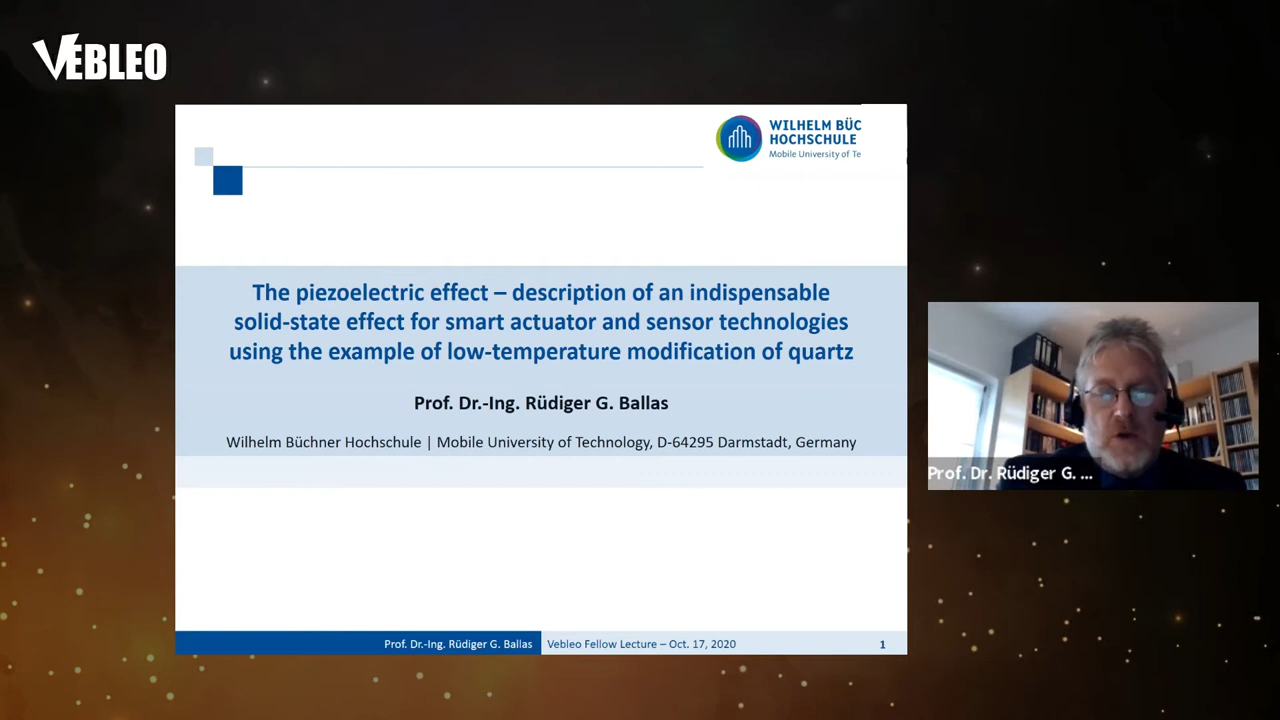 VEBLEO
WILHELM BÜC
HOCHSCHULE
Mobile University of Te
The piezoelectric effect – description of an indispensable
solid-state effect for smart actuator and sensor technologies
using the example of low-temperature modification of quartz
Prof. Dr.-Ing. Rüdiger G. Ballas
Wilhelm Büchner Hochschule | Mobile University of Technology, D-64295 Darmstadt, Germany
Prof. Dr. Rüdiger G. ...
Prof. Dr.-Ing. Rüdiger G. Ballas
Vebleo Fellow Lecture – Oct. 17, 2020
1